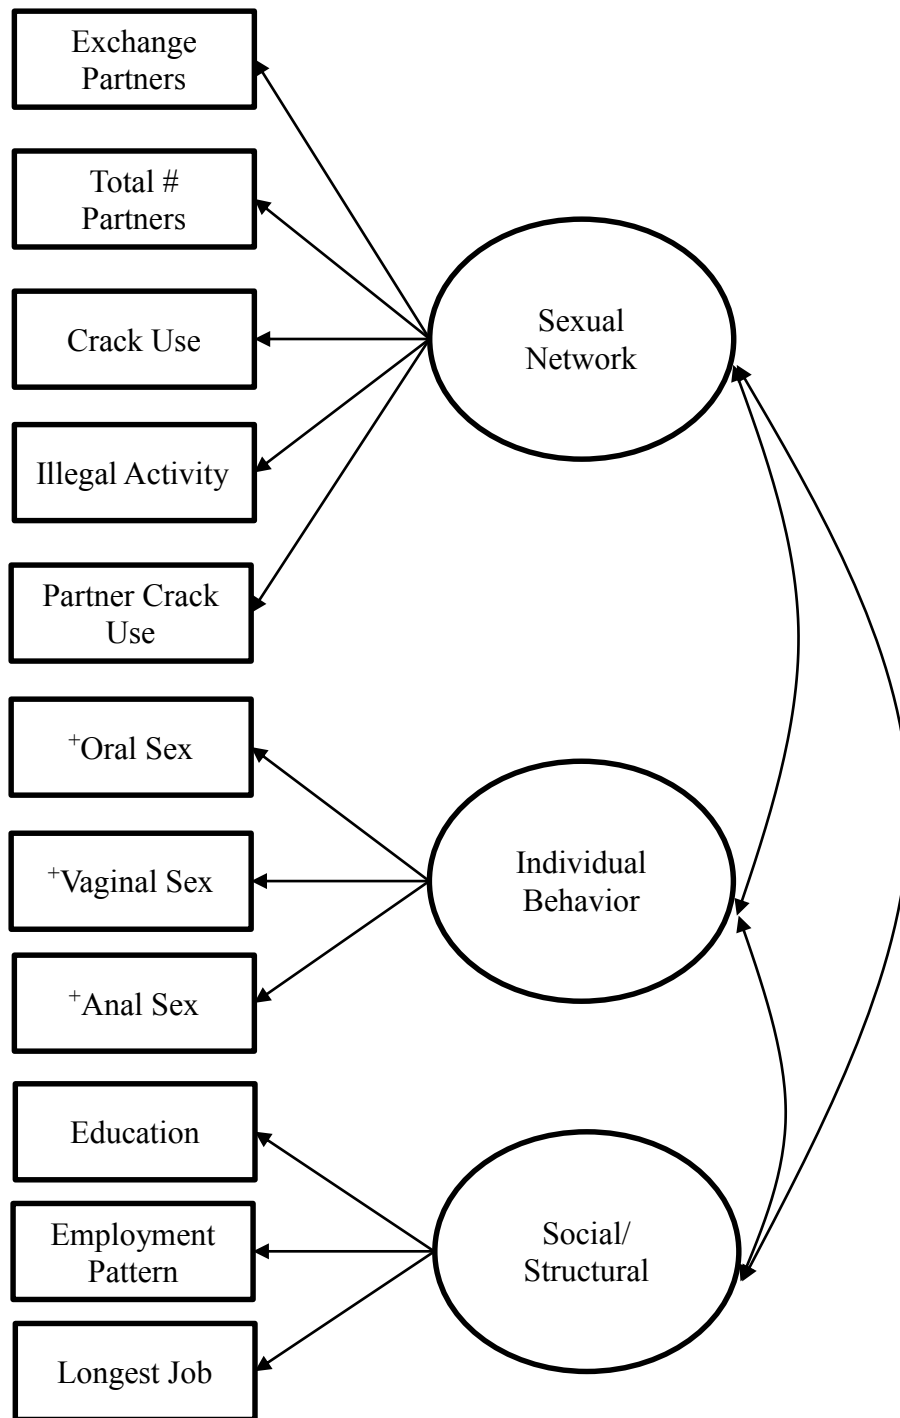 Exchange
Partners
Total #
Partners
Crack Use
Illegal Activity
Partner Crack
Use
+Oral Sex
+Vaginal Sex
+Anal Sex
Education
Employment
Pattern
Longest Job
Sexual
Network
Individual
Behavior
Social/
Structural